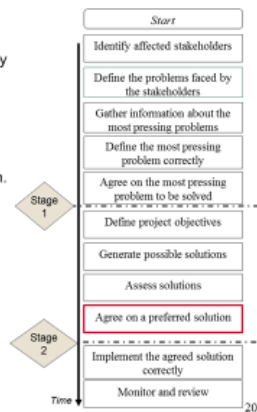 Start
Identify affected stakeholders
y
Define the problems faced by
the stakeholders
Gather information about the
most pressing problems
Define the most pressing
problem correctly
n.
Agree on the most pressing
problem to be solved
Stage
1
Define project objectives
Generate possible solutions
Assess solutions
Agree on a preferred solution
Stage
2
Implement the agreed solution
correctly
Monitor and review
Time
20